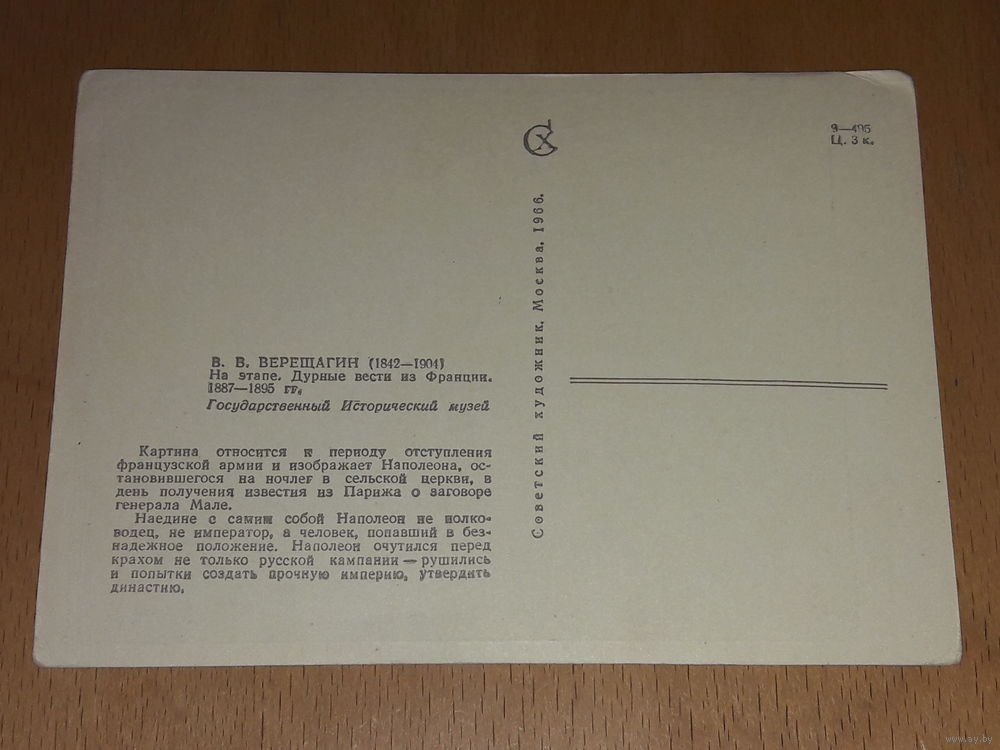 В. В. ВЕРЕЩАГИН (1842—1904)
На этапе. Дурные вести из Франции.
1887—1895 гг.
Государственный Исторический музей
Картина относится к периоду отступления
французской армии и изображает Наполеона, ос-
тановившегося на ночлег в сельской церкви, в
день получения известия из Парижа о заговоре
генерала Мале.
Наедине с самим собой Наполеон не полко-
водец, не император, а человек, попавший в без-
надежное положение. Наполеон очутился перед
крахом не только русской кампании — рушились
и попытки создать прочную империю, утвердить
династию.
Советский художник. Москва. 1966.
СХ
Ц. 3 к.
www.ay.by